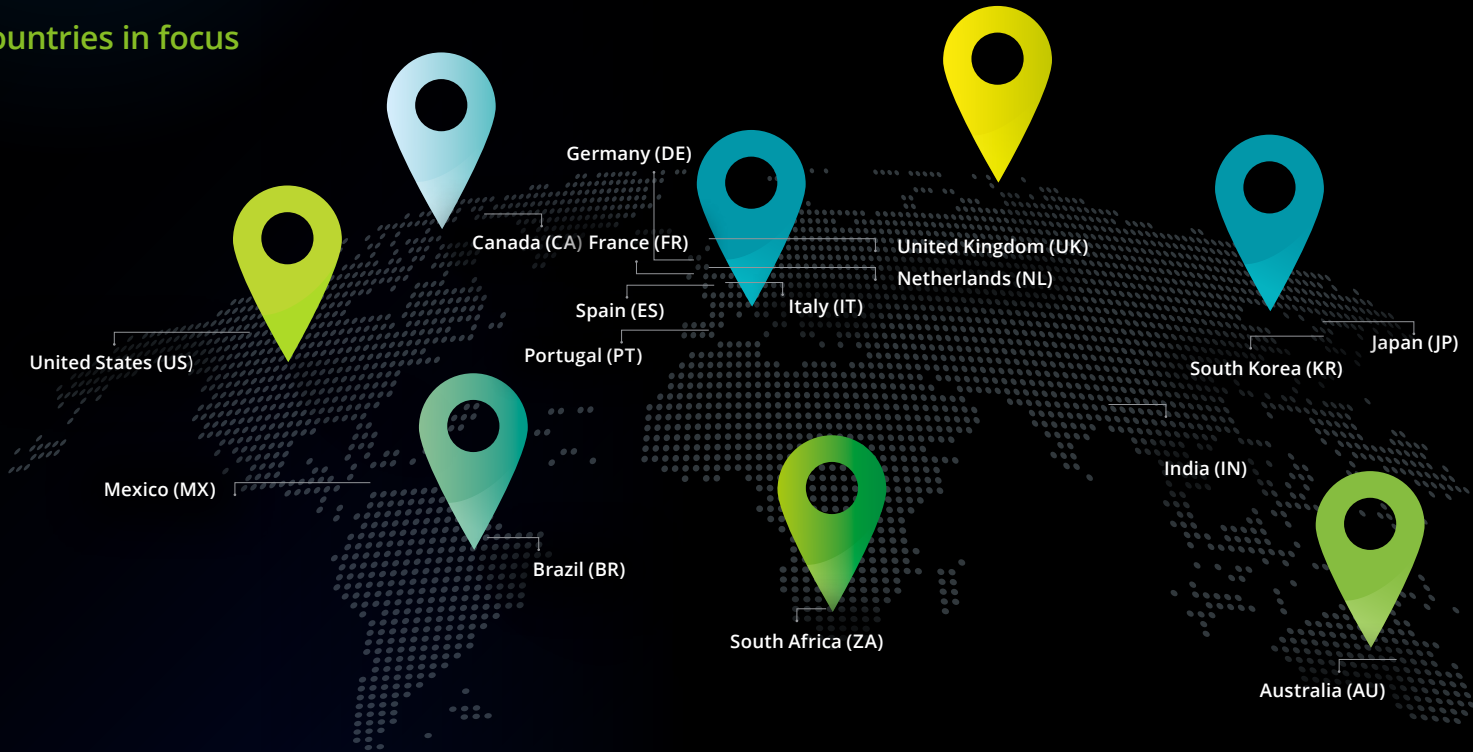 ountries in focus
Germany (DE)
Canada (CA) France (FR)
United Kingdom (UK)
Netherlands (NL)
Spain (ES)
Italy (IT)
Portugal (PT)
United States (US)
Japan (JP)
South Korea (KR)
India (IN)
Mexico (MX)
Brazil (BR)
South Africa (ZA)
Australia (AU)